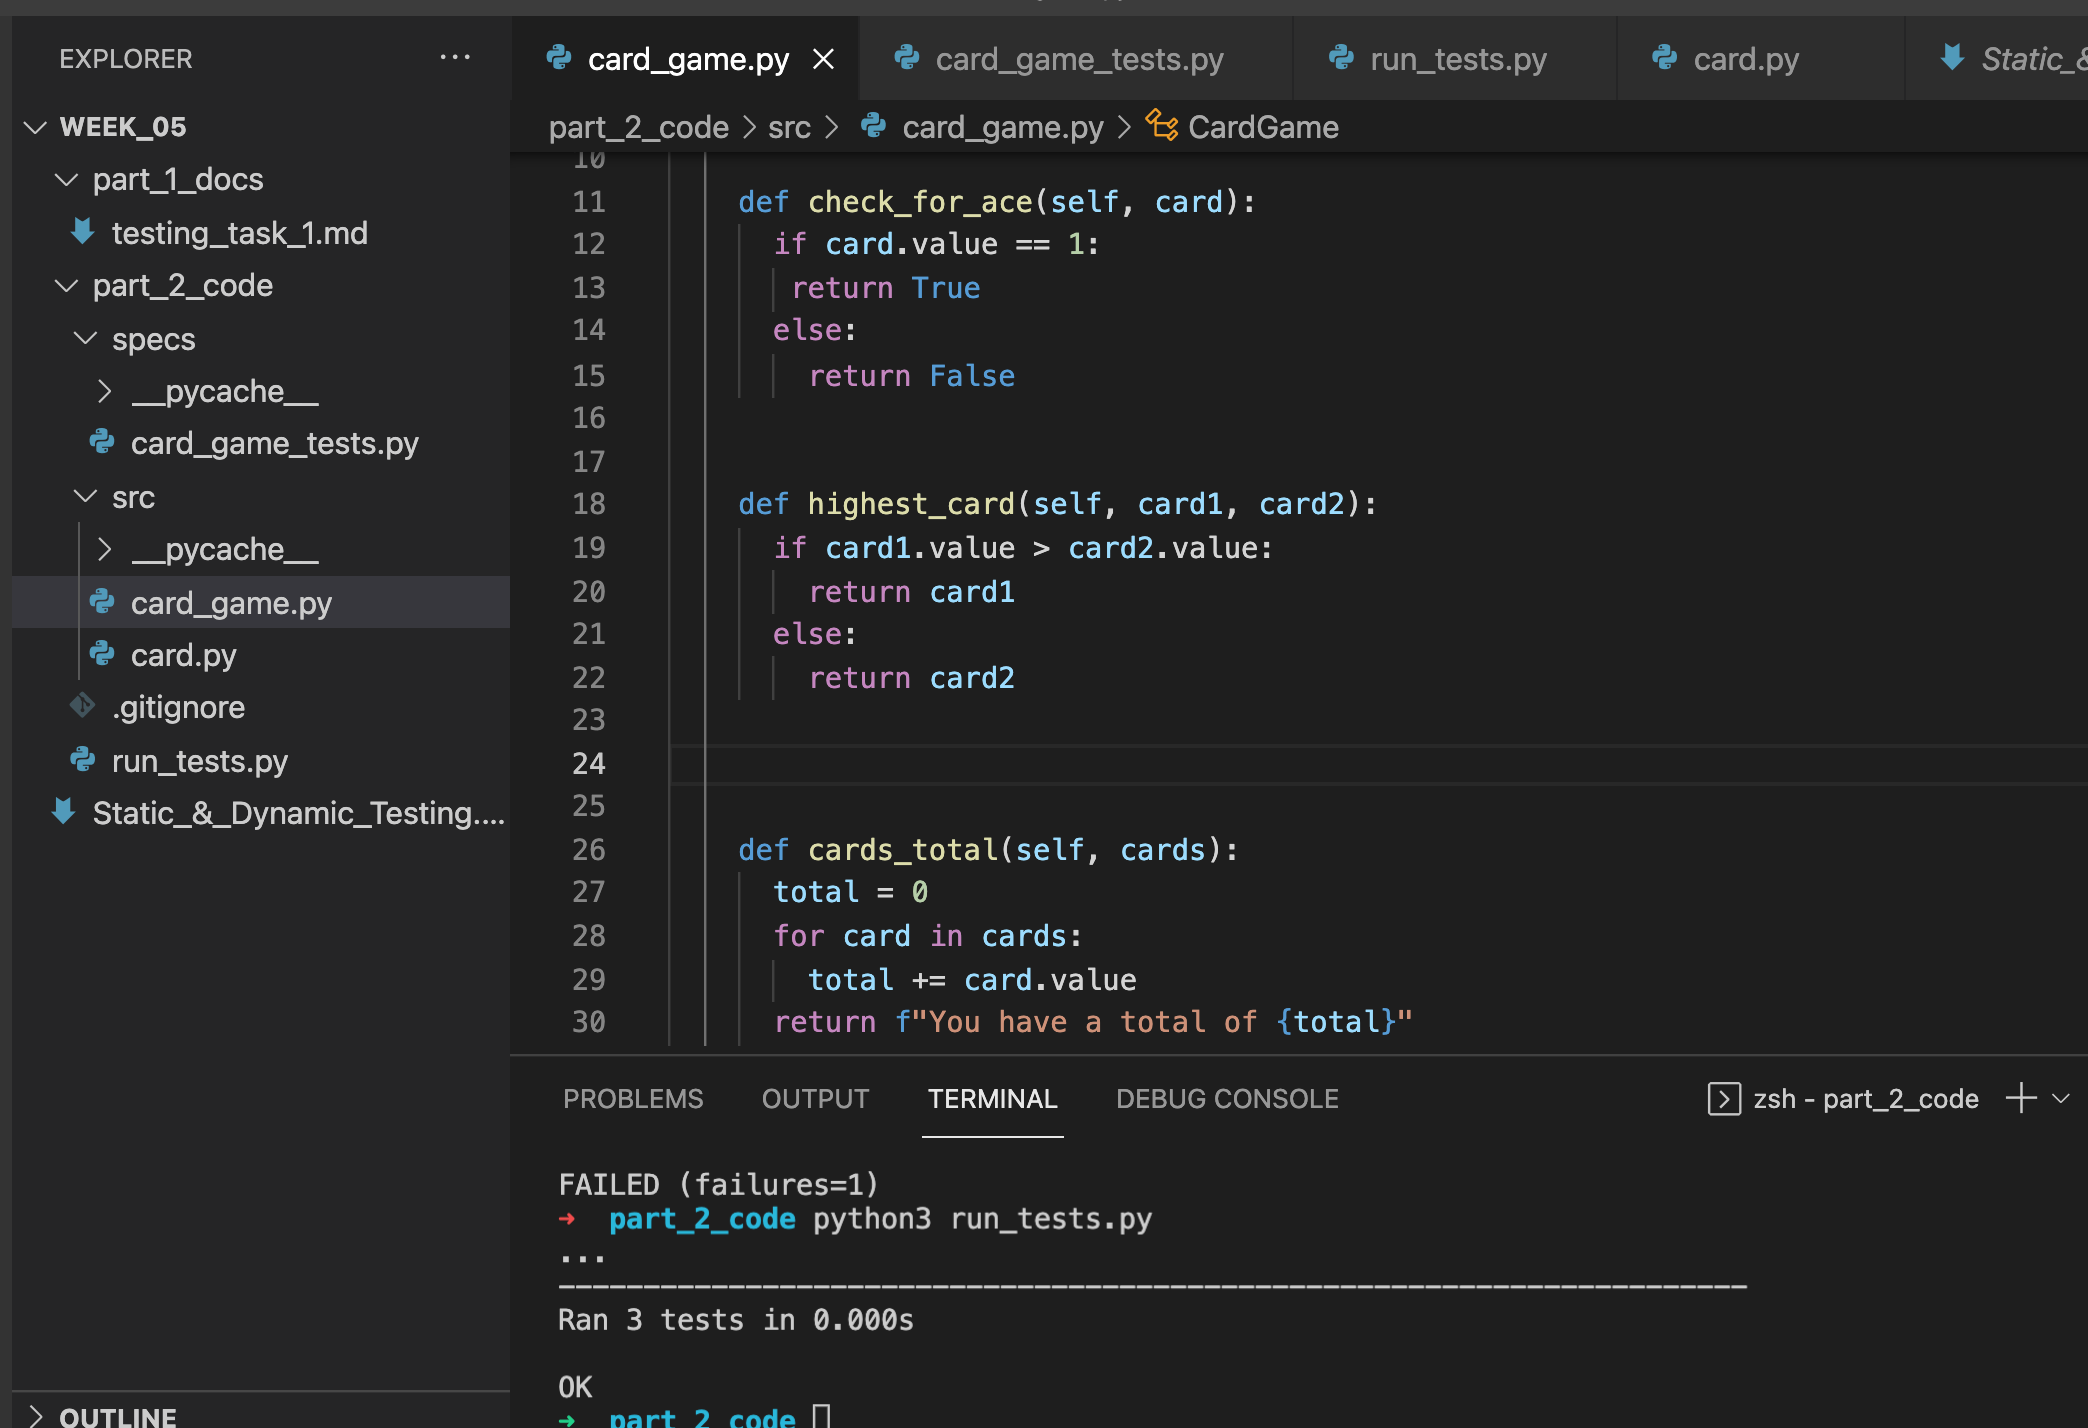 EXPLORER
...
WEEK_05
part_1_docs
testing_task_1.md
part_2_code
specs
__pycache__
card_game_tests.py
src
__pycache__
card_game.py
card.py
.gitignore
run_tests.py
Static_&_Dynamic_Testing....
OUTLINE
card_game.py
card_game_tests.py
run_tests.py
card.py
Static_&
part_2_code > src > card_game.py > CardGame
10
11 def check_for_ace(self, card):
12 if card.value == 1:
13 return True
14 else:
15 return False
16
17
18 def highest_card(self, card1, card2):
19 if card1.value > card2.value:
20 return card1
21 else:
22 return card2
23
24
25
26 def cards_total(self, cards):
27 total = 0
28 for card in cards:
29 total += card.value
30 return f"You have a total of {total}"
PROBLEMS OUTPUT TERMINAL DEBUG CONSOLE
zsh - part_2_code
FAILED (failures=1)
→ part_2_code python3 run_tests.py
...
----------------------------------------------------------------------
Ran 3 tests in 0.000s
OK
→ part_2_code